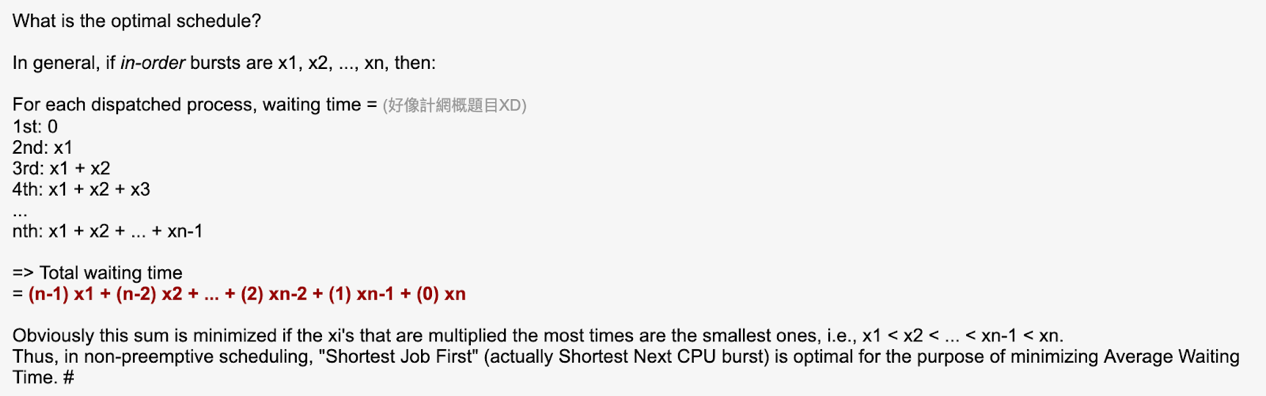 What is the optimal schedule?
In general, if in-order bursts are x1, x2, ..., xn, then:
For each dispatched process, waiting time = (好像計網概題目XD)
1st: 0
2nd: x1
3rd: x1 + x2
4th: x1 + x2 + x3
...
nth: x1 + x2 + ... + xn-1
=> Total waiting time
= (n-1) x1 + (n-2) x2 + ... + (2) xn-2 + (1) xn-1 + (0) xn
Obviously this sum is minimized if the xi's that are multiplied the most times are the smallest ones, i.e., x1 < x2 < ... < xn-1 < xn.
Thus, in non-preemptive scheduling, "Shortest Job First" (actually Shortest Next CPU burst) is optimal for the purpose of minimizing Average Waiting
Time. #